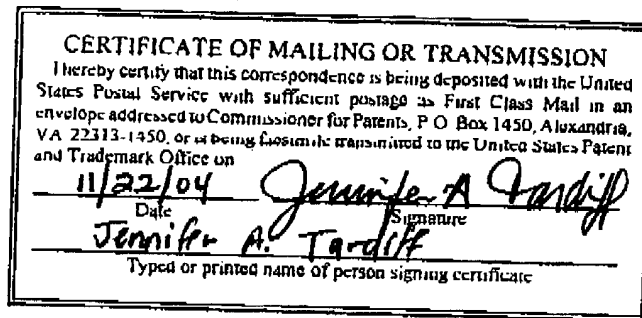 CERTIFICATE OF MAILING OR TRANSMISSION
I hereby certify that this correspondence is being deposited with the United
States Postal Service with sufficient postage as First Class Mail in an
envelope addressed to Commissioner for Patents, P O Box 1450, Alexandria,
VA 22313-1450, or is being facsimile transmitted to the United States Patent
and Trademark Office on
11/22/04 Jennifer A Tardiff
Date Signature
Jennifer A. Tardiff
Typed or printed name of person signing certificate